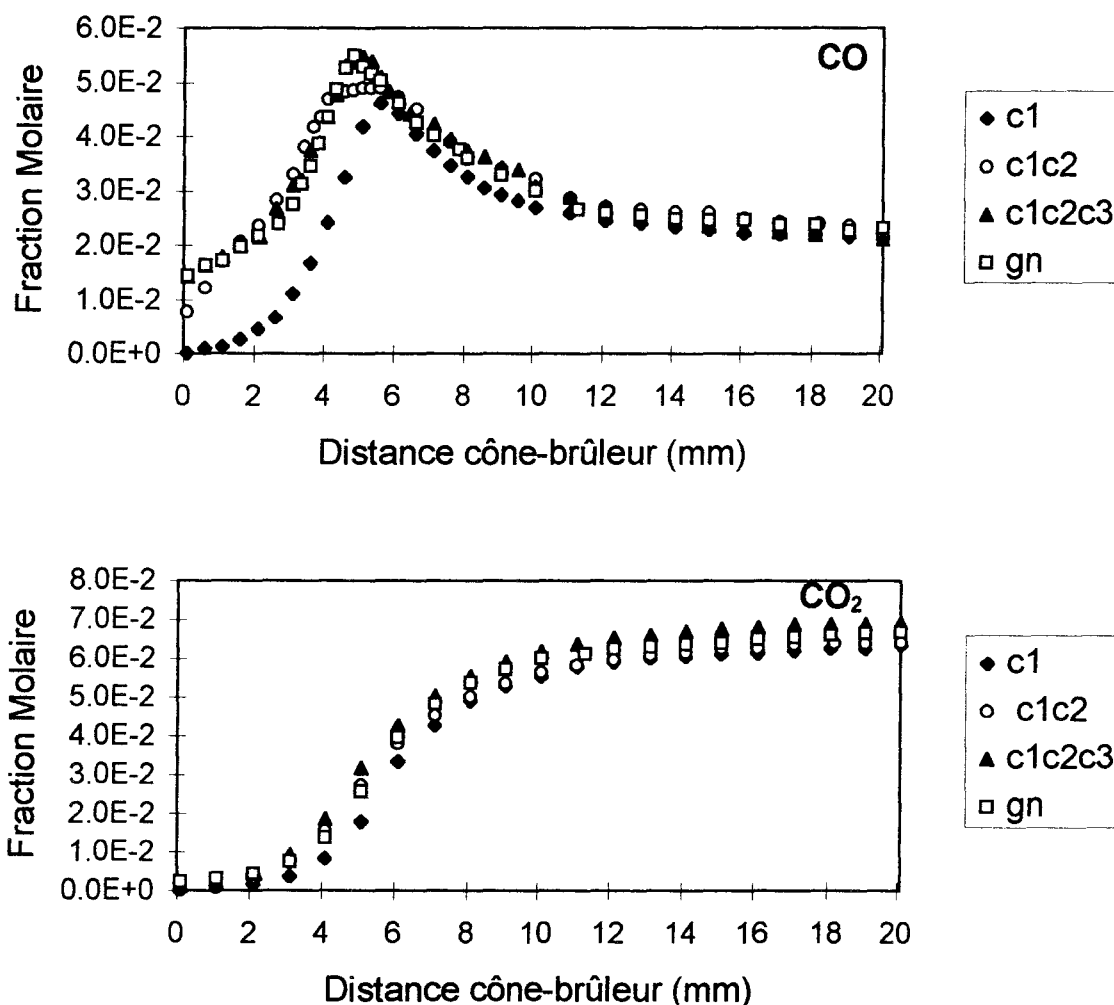 CO
Fraction Molaire
6.0E-2
5.0E-2
4.0E-2
3.0E-2
2.0E-2
1.0E-2
0.0E+0
0 2 4 6 8 10 12 14 16 18 20
Distance cône-brûleur (mm)
c1
c1c2
c1c2c3
gn
CO₂
Fraction Molaire
8.0E-2
7.0E-2
6.0E-2
5.0E-2
4.0E-2
3.0E-2
2.0E-2
1.0E-2
0.0E+0
0 2 4 6 8 10 12 14 16 18 20
Distance cône-brûleur (mm)
c1
c1c2
c1c2c3
gn